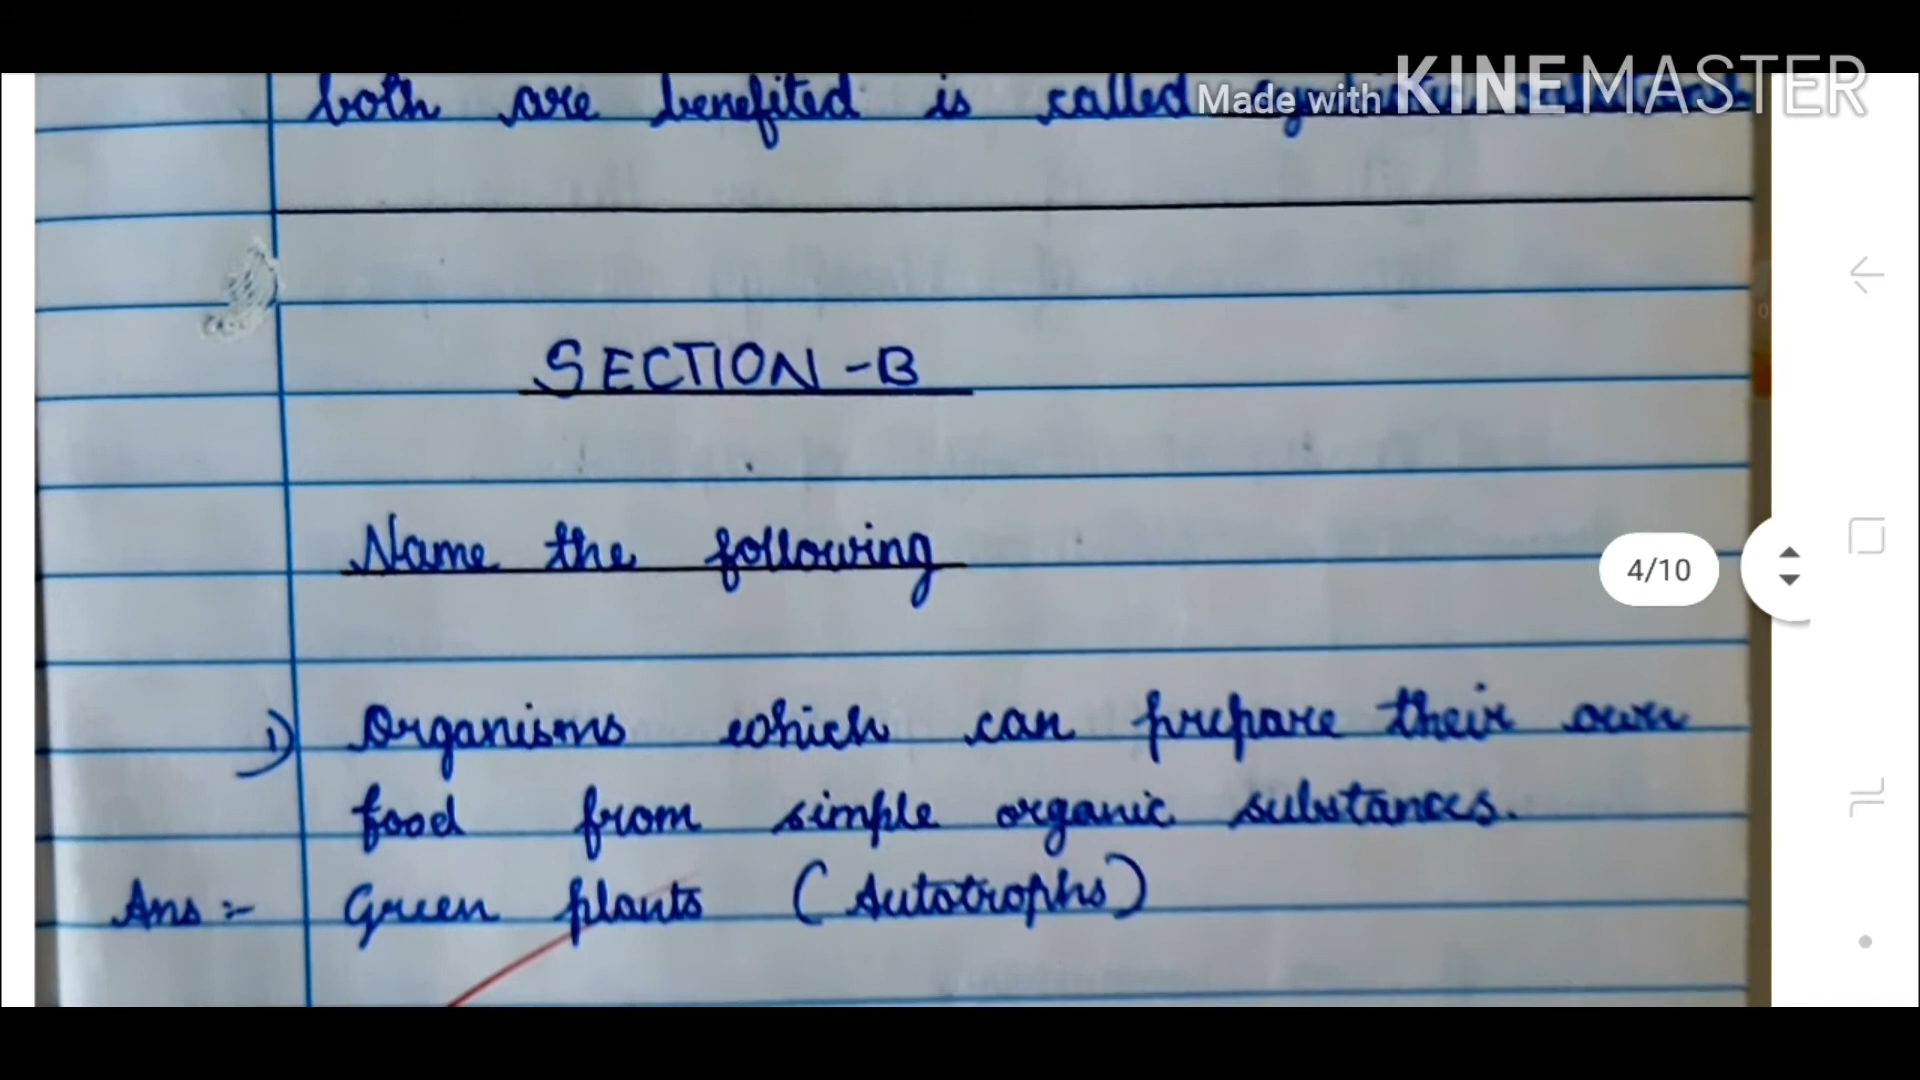 both are benefited is called
Made with KINEMASTER
SECTION - B
Name the following
4/10
1) Organisms which can prepare their own
food from simple organic substances.
Ans :- Green plants (Autotrophs)